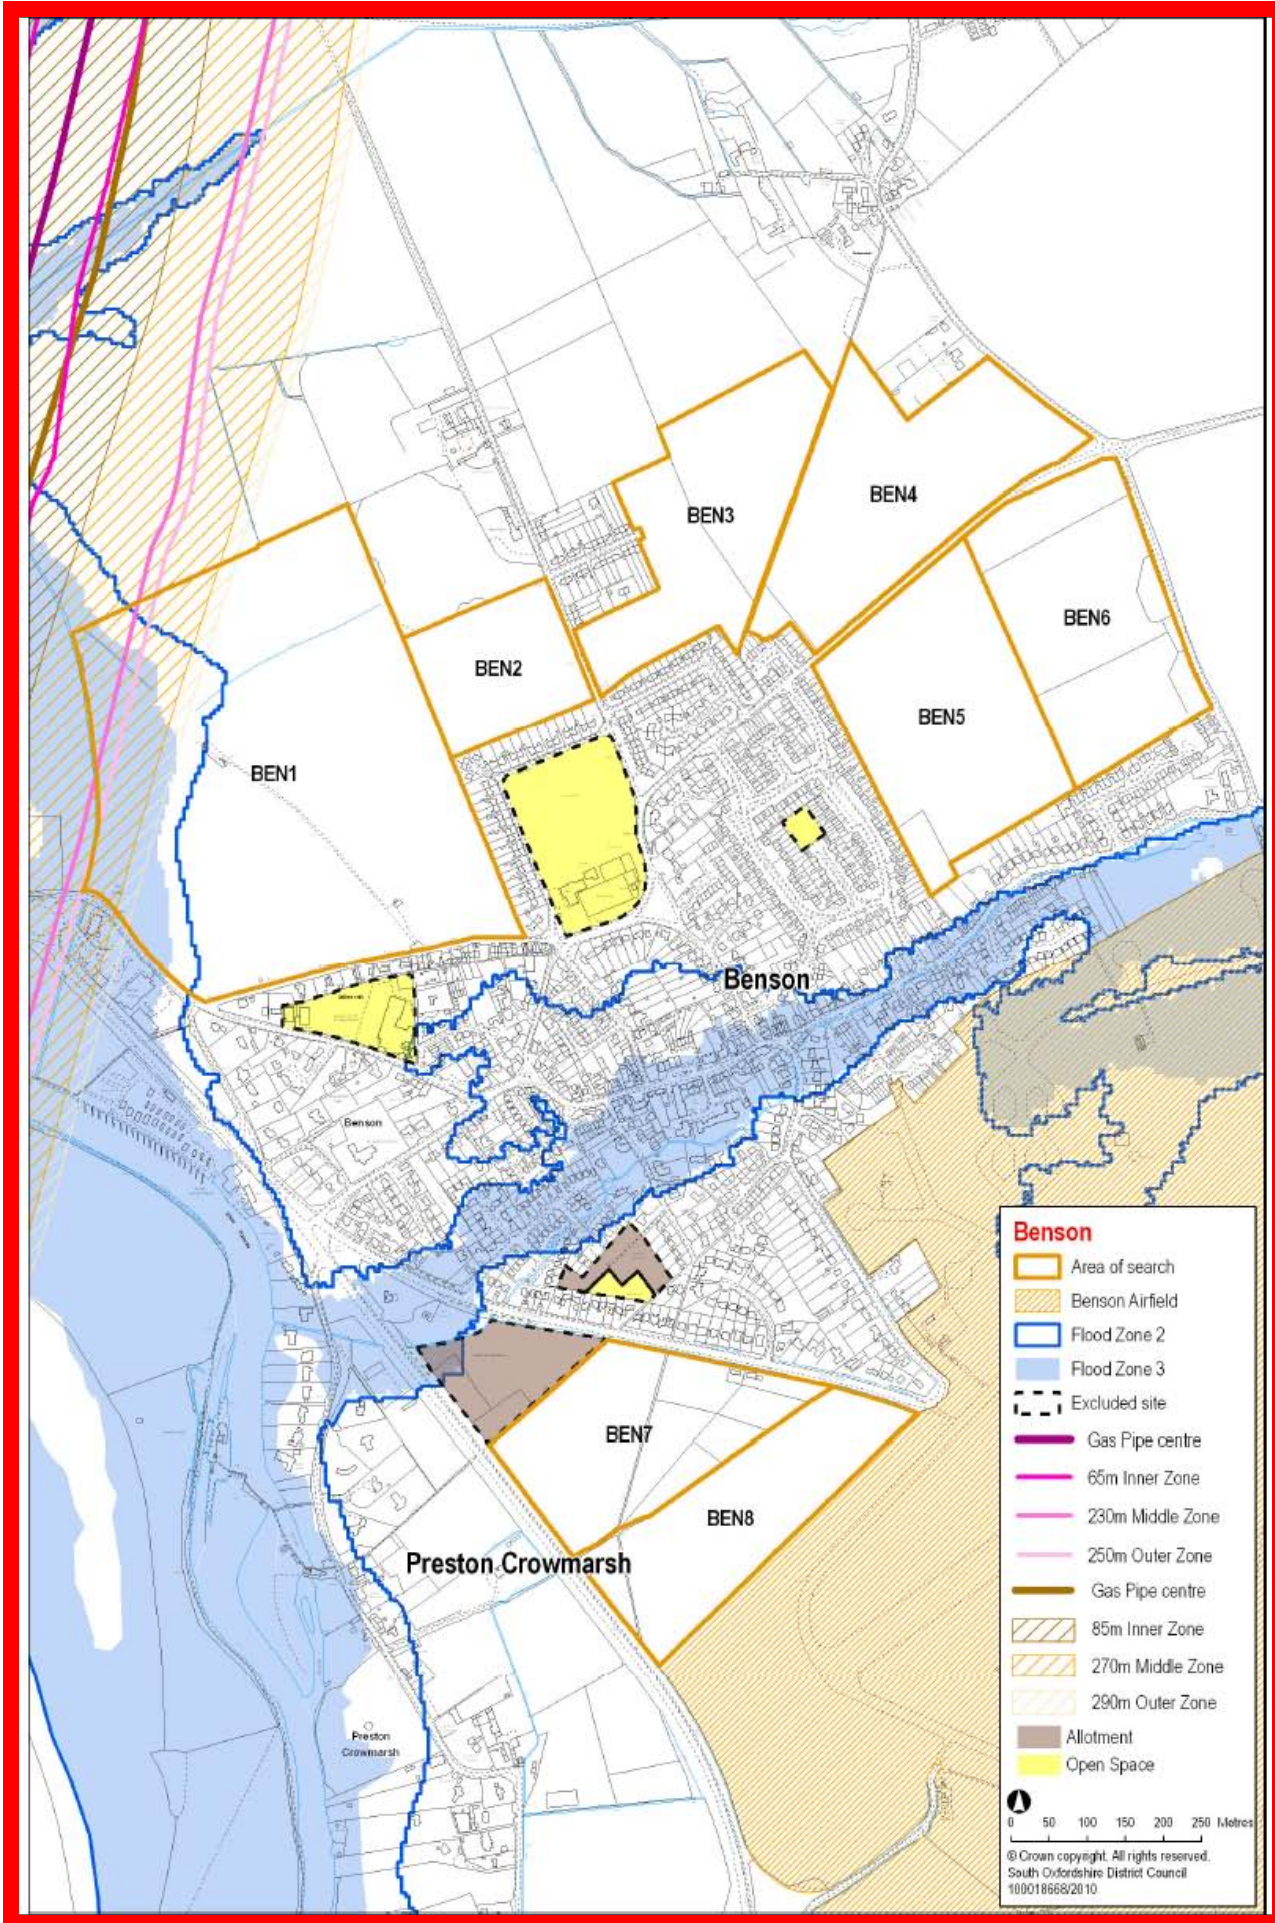 BEN4
BEN3
BEN6
BEN2
BEN5
BEN1
Benson
Benson
BEN7
BEN8
Preston Crowmarsh
Preston
Crowmarsh
Benson
Area of search
Benson Airfield
Flood Zone 2
Flood Zone 3
Excluded site
Gas Pipe centre
65m Inner Zone
230m Middle Zone
250m Outer Zone
Gas Pipe centre
85m Inner Zone
270m Middle Zone
290m Outer Zone
Allotment
Open Space
0 50 100 150 200 250 Metres
© Crown copyright. All rights reserved.
South Oxfordshire District Council
100018668/2010